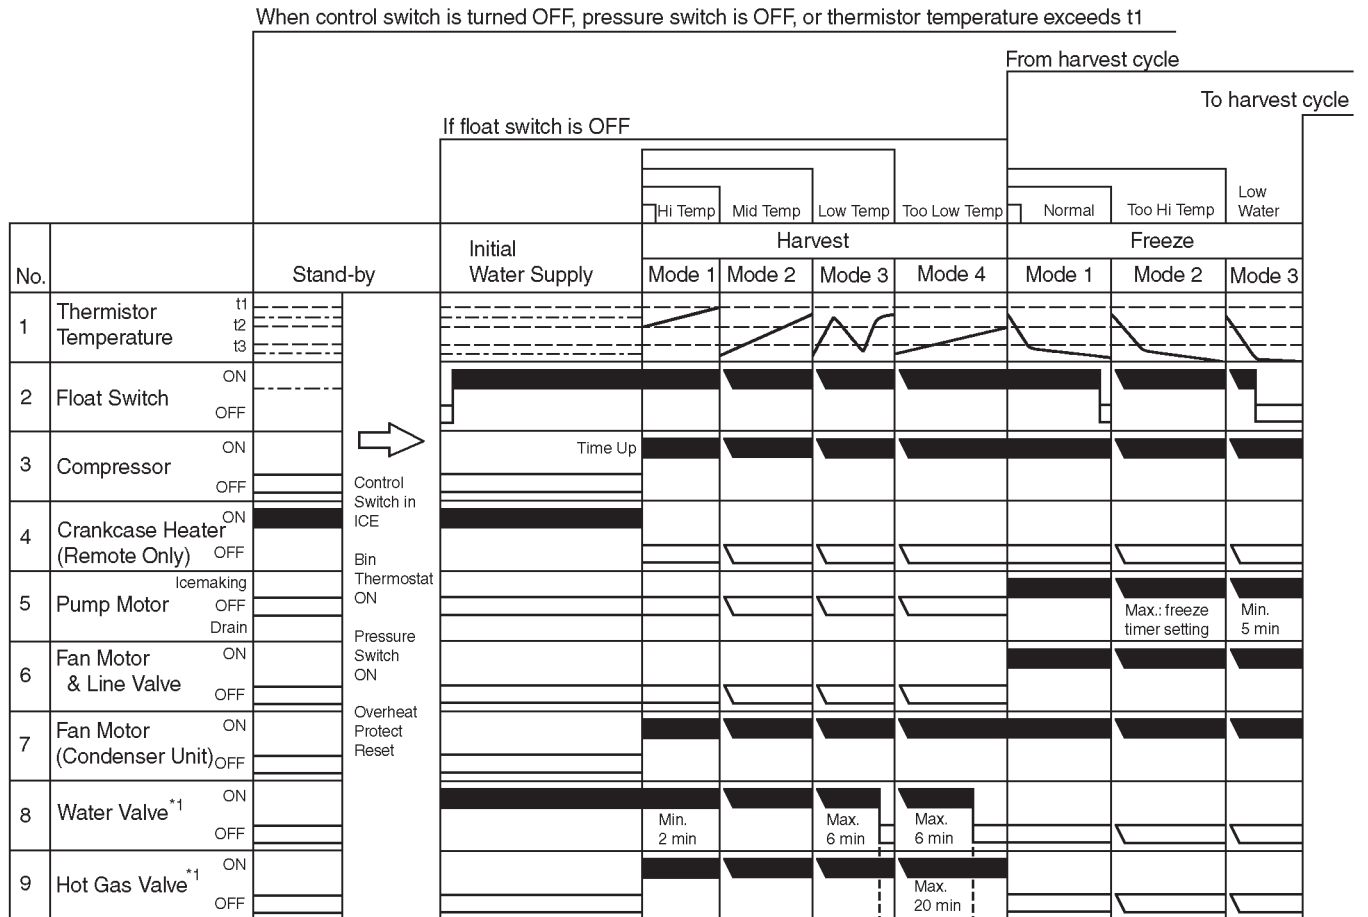 When control switch is turned OFF, pressure switch is OFF, or thermistor temperature exceeds t1
From harvest cycle
To harvest cycle
If float switch is OFF
Hi Temp Mid Temp Low Temp Too Low Temp Normal Too Hi Temp Low
Water
No. Stand-by Initial
Water Supply
Harvest Freeze
Mode 1 Mode 2 Mode 3 Mode 4 Mode 1 Mode 2 Mode 3
1 Thermistor
Temperature
t1
t2
t3
2 Float Switch
ON
OFF
3 Compressor
ON
OFF
Time Up
Control
Switch in
ICE
Bin
Thermostat
ON
Pressure
Switch
ON
Overheat
Protect
Reset
4 Crankcase Heater
(Remote Only)
ON
OFF
5 Pump Motor
Icemaking
OFF
Drain
Max.: freeze
timer setting
Min.
5 min
6 Fan Motor
& Line Valve
ON
OFF
7 Fan Motor
(Condenser Unit)
ON
OFF
8 Water Valve*1
ON
OFF
Min.
2 min
Max.
6 min
Max.
6 min
9 Hot Gas Valve*1
ON
OFF
Max.
20 min